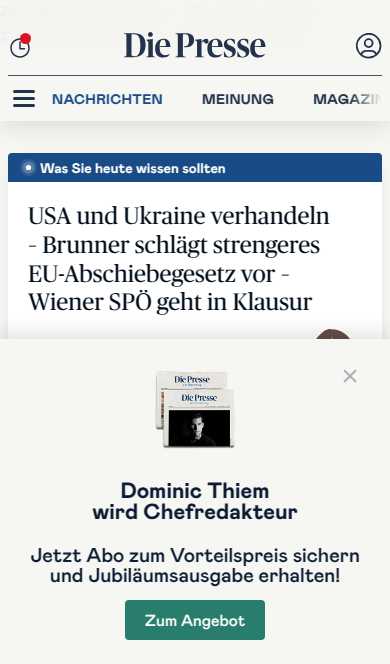 Die Presse
NACHRICHTEN MEINUNG MAGAZIN
Was Sie heute wissen sollten
USA und Ukraine verhandeln
– Brunner schlägt strengeres
EU-Abschiebegesetz vor –
Wiener SPÖ geht in Klausur
Die Presse
Die Presse
Dominic Thiem
wird Chefredakteur
Jetzt Abo zum Vorteilspreis sichern
und Jubiläumsausgabe erhalten!
Zum Angebot